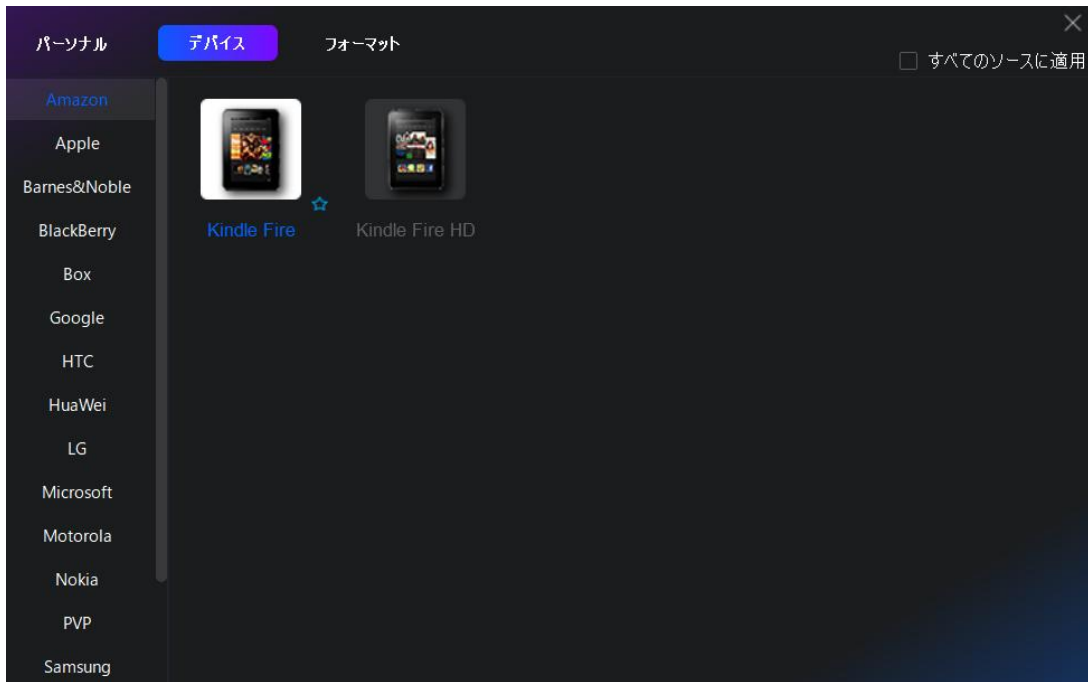 パーソナル
デバイス
フォーマット
すべてのソースに適用
Amazon
Apple
Barnes&Noble
BlackBerry
Box
Google
HTC
HuaWei
LG
Microsoft
Motorola
Nokia
PVP
Samsung
Kindle Fire
Kindle Fire HD